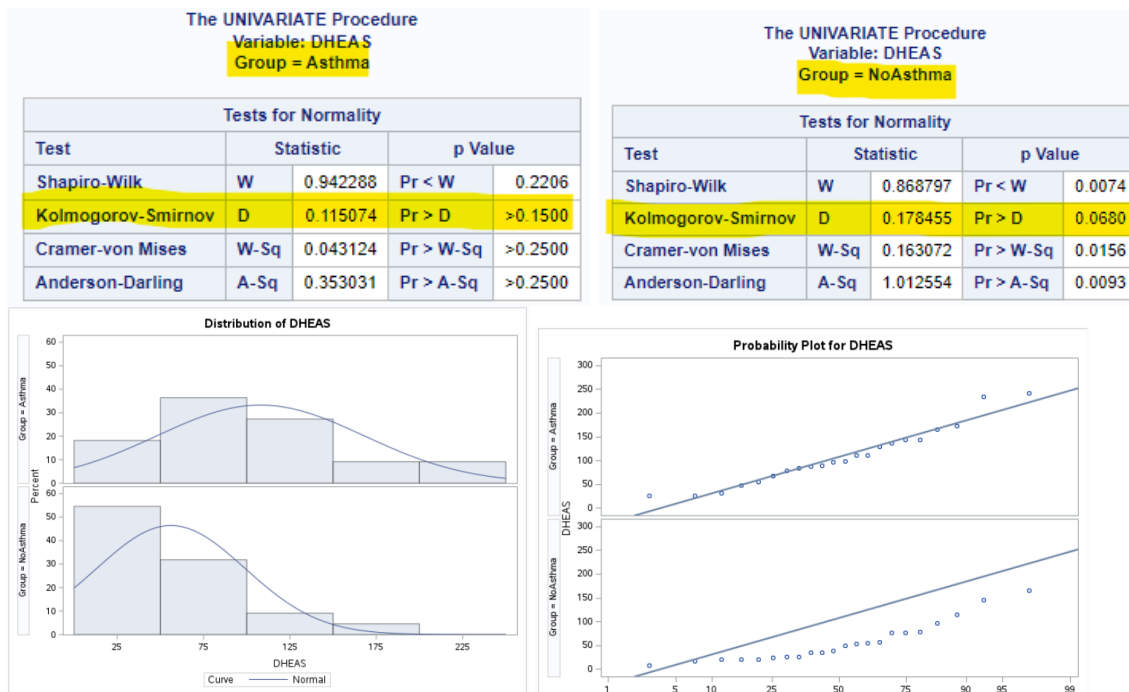 The UNIVARIATE Procedure
Variable: DHEAS
Group = Asthma
Tests for Normality
Test Statistic p Value
Shapiro-Wilk W 0.942288 Pr < W 0.2206
Kolmogorov-Smirnov D 0.115074 Pr > D >0.1500
Cramer-von Mises W-Sq 0.043124 Pr > W-Sq >0.2500
Anderson-Darling A-Sq 0.353031 Pr > A-Sq >0.2500
The UNIVARIATE Procedure
Variable: DHEAS
Group = NoAsthma
Tests for Normality
Test Statistic p Value
Shapiro-Wilk W 0.868797 Pr < W 0.0074
Kolmogorov-Smirnov D 0.178455 Pr > D 0.0680
Cramer-von Mises W-Sq 0.163072 Pr > W-Sq 0.0156
Anderson-Darling A-Sq 1.012554 Pr > A-Sq 0.0093
Distribution of DHEAS
Group = Asthma
60
50
40
30
20
10
0
Percent
Group = NoAsthma
60
50
40
30
20
10
0
25 75 125 175 225
DHEAS
Curve Normal
Probability Plot for DHEAS
Group = Asthma
300
250
200
150
100
50
0
DHEAS
Group = NoAsthma
300
250
200
150
100
50
0
1 5 10 25 50 75 90 95 99